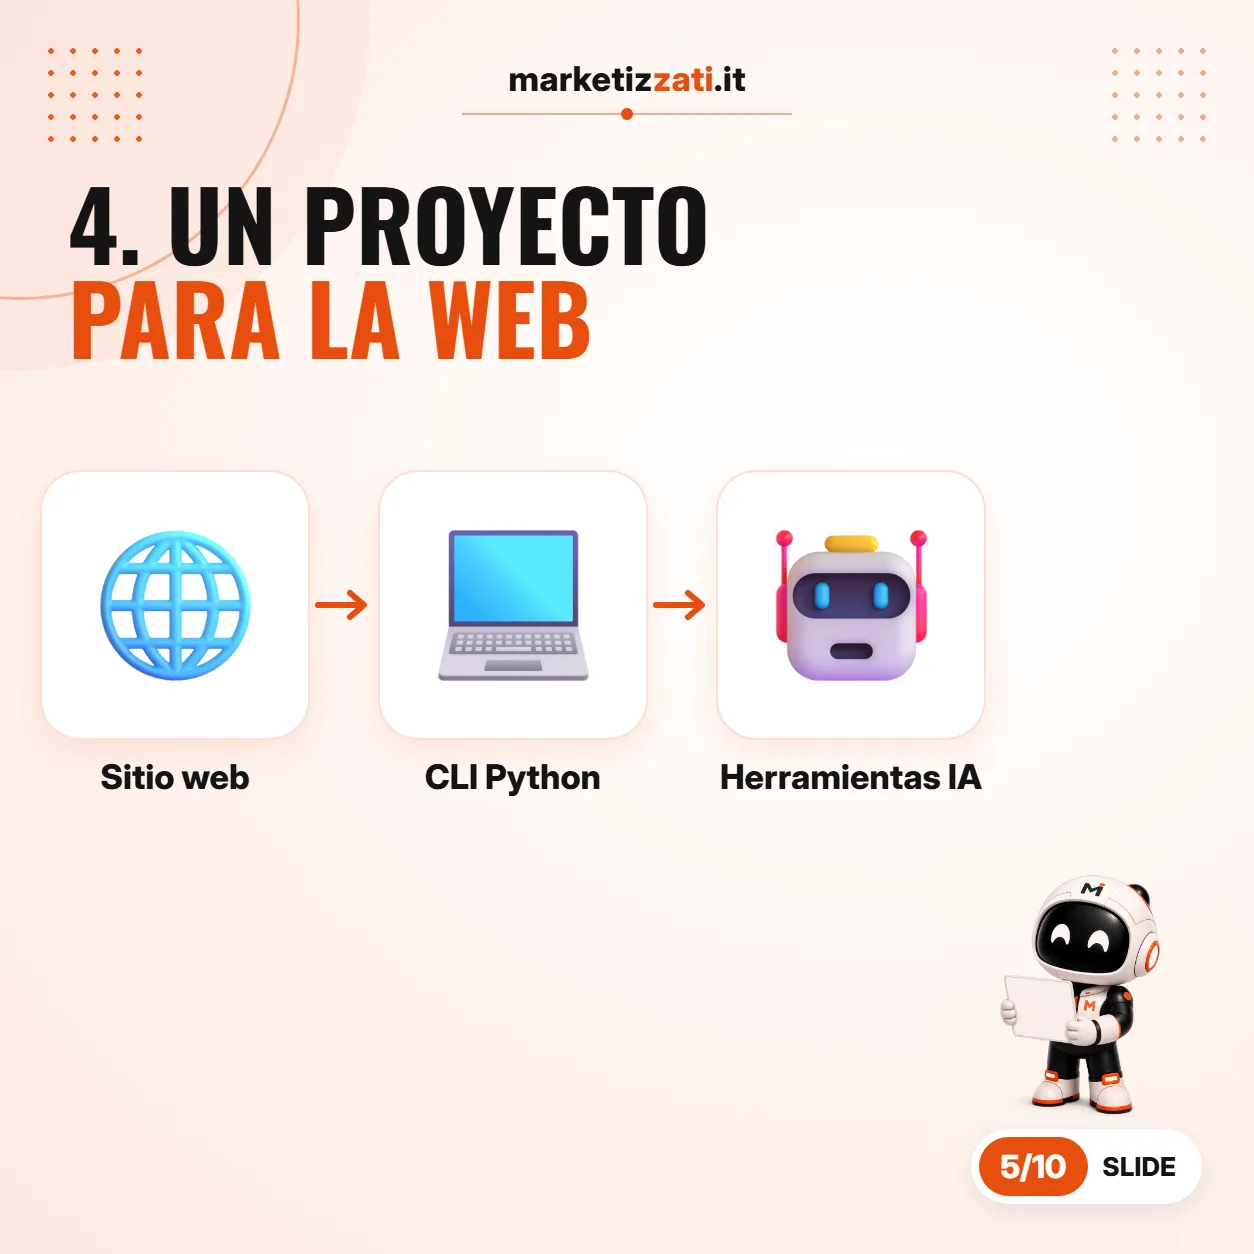 marketizzati.it
4. UN PROYECTO
PARA LA WEB
Sitio web
CLI Python
Herramientas IA
M
M
5/10 SLIDE